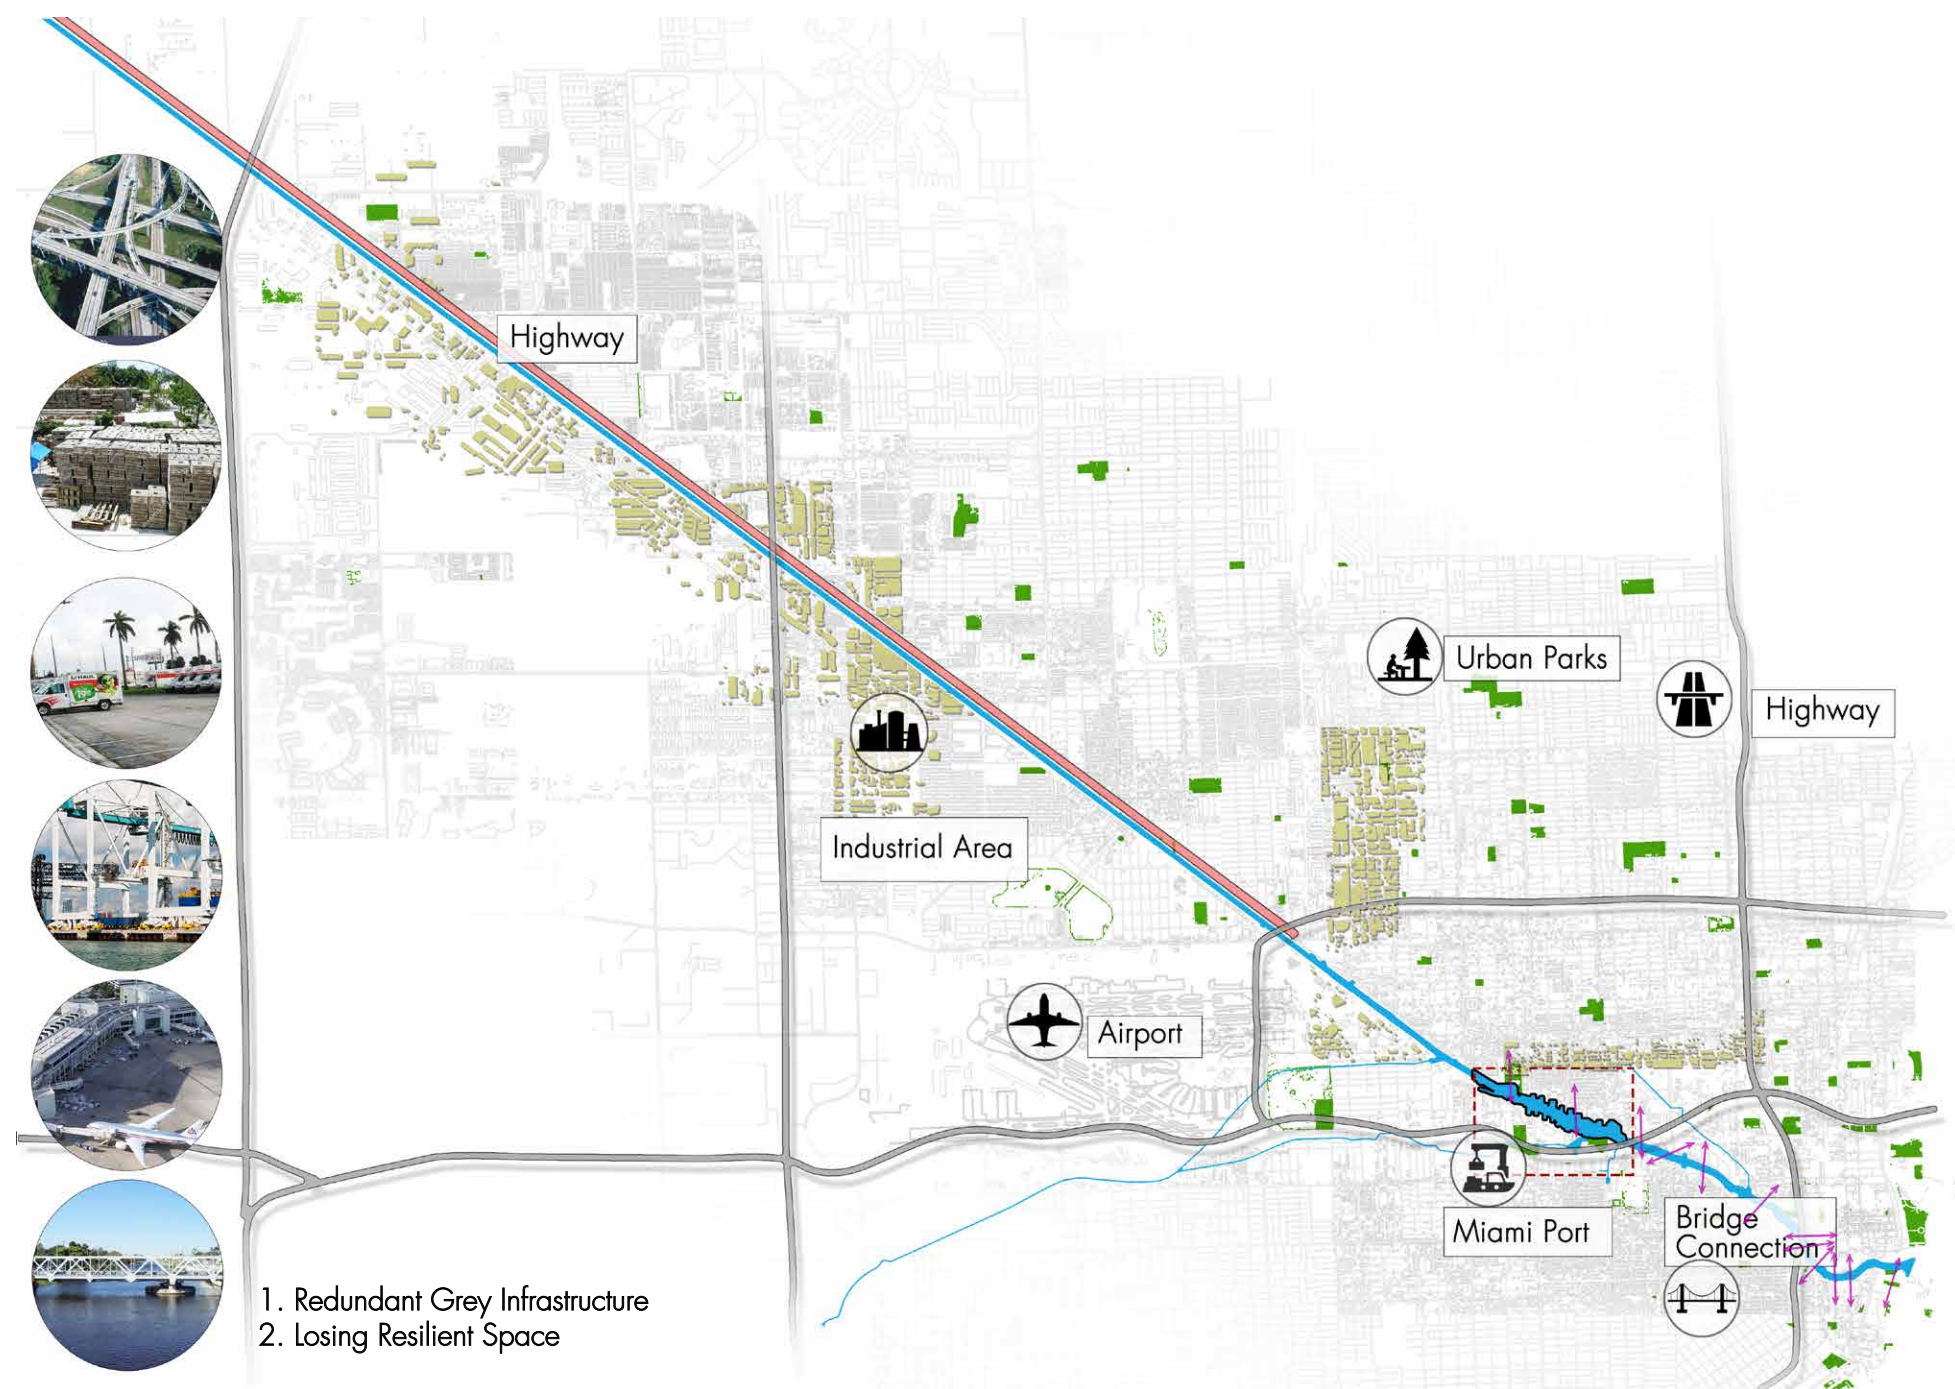 Highway
Urban Parks
Highway
Industrial Area
Airport
Miami Port
Bridge
Connection
1. Redundant Grey Infrastructure
2. Losing Resilient Space